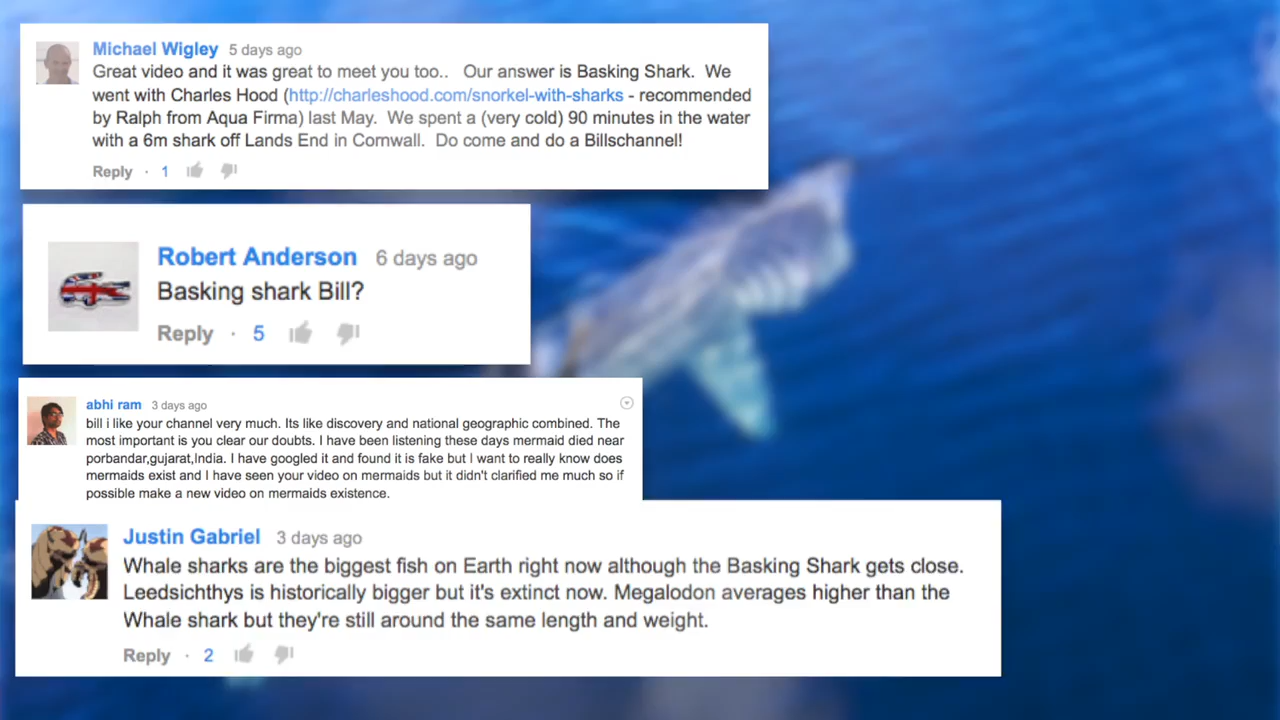 Michael Wigley 5 days ago
Great video and it was great to meet you too.. Our answer is Basking Shark. We
went with Charles Hood (http://charleshood.com/snorkel-with-sharks - recommended
by Ralph from Aqua Firma) last May. We spent a (very cold) 90 minutes in the water
with a 6m shark off Lands End in Cornwall. Do come and do a Billschannel!
Reply · 1
Robert Anderson 6 days ago
Basking shark Bill?
Reply · 5
abhi ram 3 days ago
bill i like your channel very much. Its like discovery and national geographic combined. The
most important is you clear our doubts. I have been listening these days mermaid died near
porbandar,gujarat,India. I have googled it and found it is fake but I want to really know does
mermaids exist and I have seen your video on mermaids but it didn't clarified me much so if
possible make a new video on mermaids existence.
Justin Gabriel 3 days ago
Whale sharks are the biggest fish on Earth right now although the Basking Shark gets close.
Leedsichthys is historically bigger but it's extinct now. Megalodon averages higher than the
Whale shark but they're still around the same length and weight.
Reply · 2